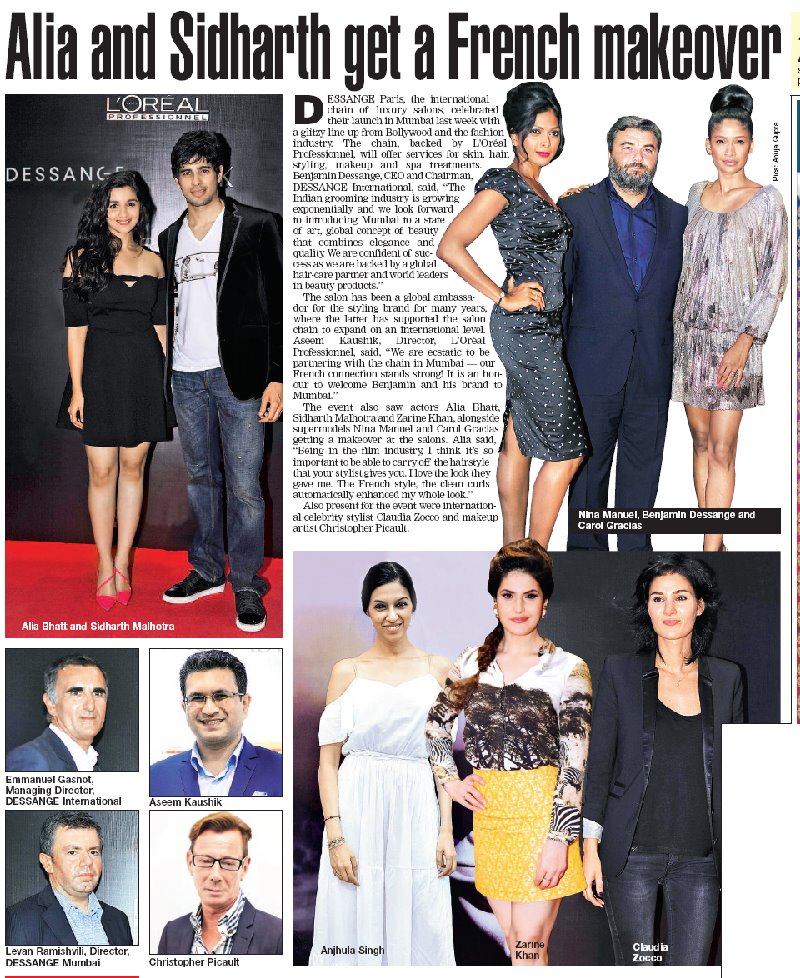 Alia and Sidharth get a French makeover
L'ORÉAL
PROFESSIONNEL
DESSANGE
K
DESSANGE Paris, the international
chain of luxury salons, celebrated
their launch in Mumbai last week with
a glitzy line up from Bollywood and the fashion
industry. The chain, backed by L'Oréal
Professionnel, will offer services for skin, hair
styling, makeup and spa treatments.
Benjamin Dessange, CEO and Chairman,
DESSANGE International, said, “The
Indian grooming industry is growing
exponentially and we look forward
to introducing Mumbai to a state
of art, global concept of beauty
that combines elegance and
quality. We are confident of suc-
cess as we are backed by a global
hair-care partner and world leaders
in beauty products.”
The salon has been a global ambassa-
dor for the styling brand for many years,
where the latter has supported the salon
chain to expand on an international level.
Aseem Kaushik, Director, L'Oréal
Professionnel, said, “We are ecstatic to be
partnering with the chain in Mumbai — our
French connection stands strong! It is an hon-
our to welcome Benjamin and his brand to
Mumbai.”
The event also saw actors Alia Bhatt,
Sidharth Malhotra and Zarine Khan, alongside
supermodels Nina Manuel and Carol Gracias
getting a makeover at the salons. Alia said,
“Being in the film industry, I think it's so
important to be able to carry off the hairstyle
that your stylist gives you. I love the look they
gave me. The French style, the clean curls
automatically enhanced my whole look.”
Also present for the event were internation-
al celebrity stylist Claudia Zocco and makeup
artist Christopher Picault.
Anuja Gupta
Nina Manuel, Benjamin Dessange and
Carol Gracias
Alia Bhatt and Sidharth Malhotra
Emmanuel Gasnot,
Managing Director,
DESSANGE International
Aseem Kaushik
Levan Ramishvili, Director,
DESSANGE Mumbai
Christopher Picault
Anjhula Singh
Zarine
Khan
Claudia
Zocco